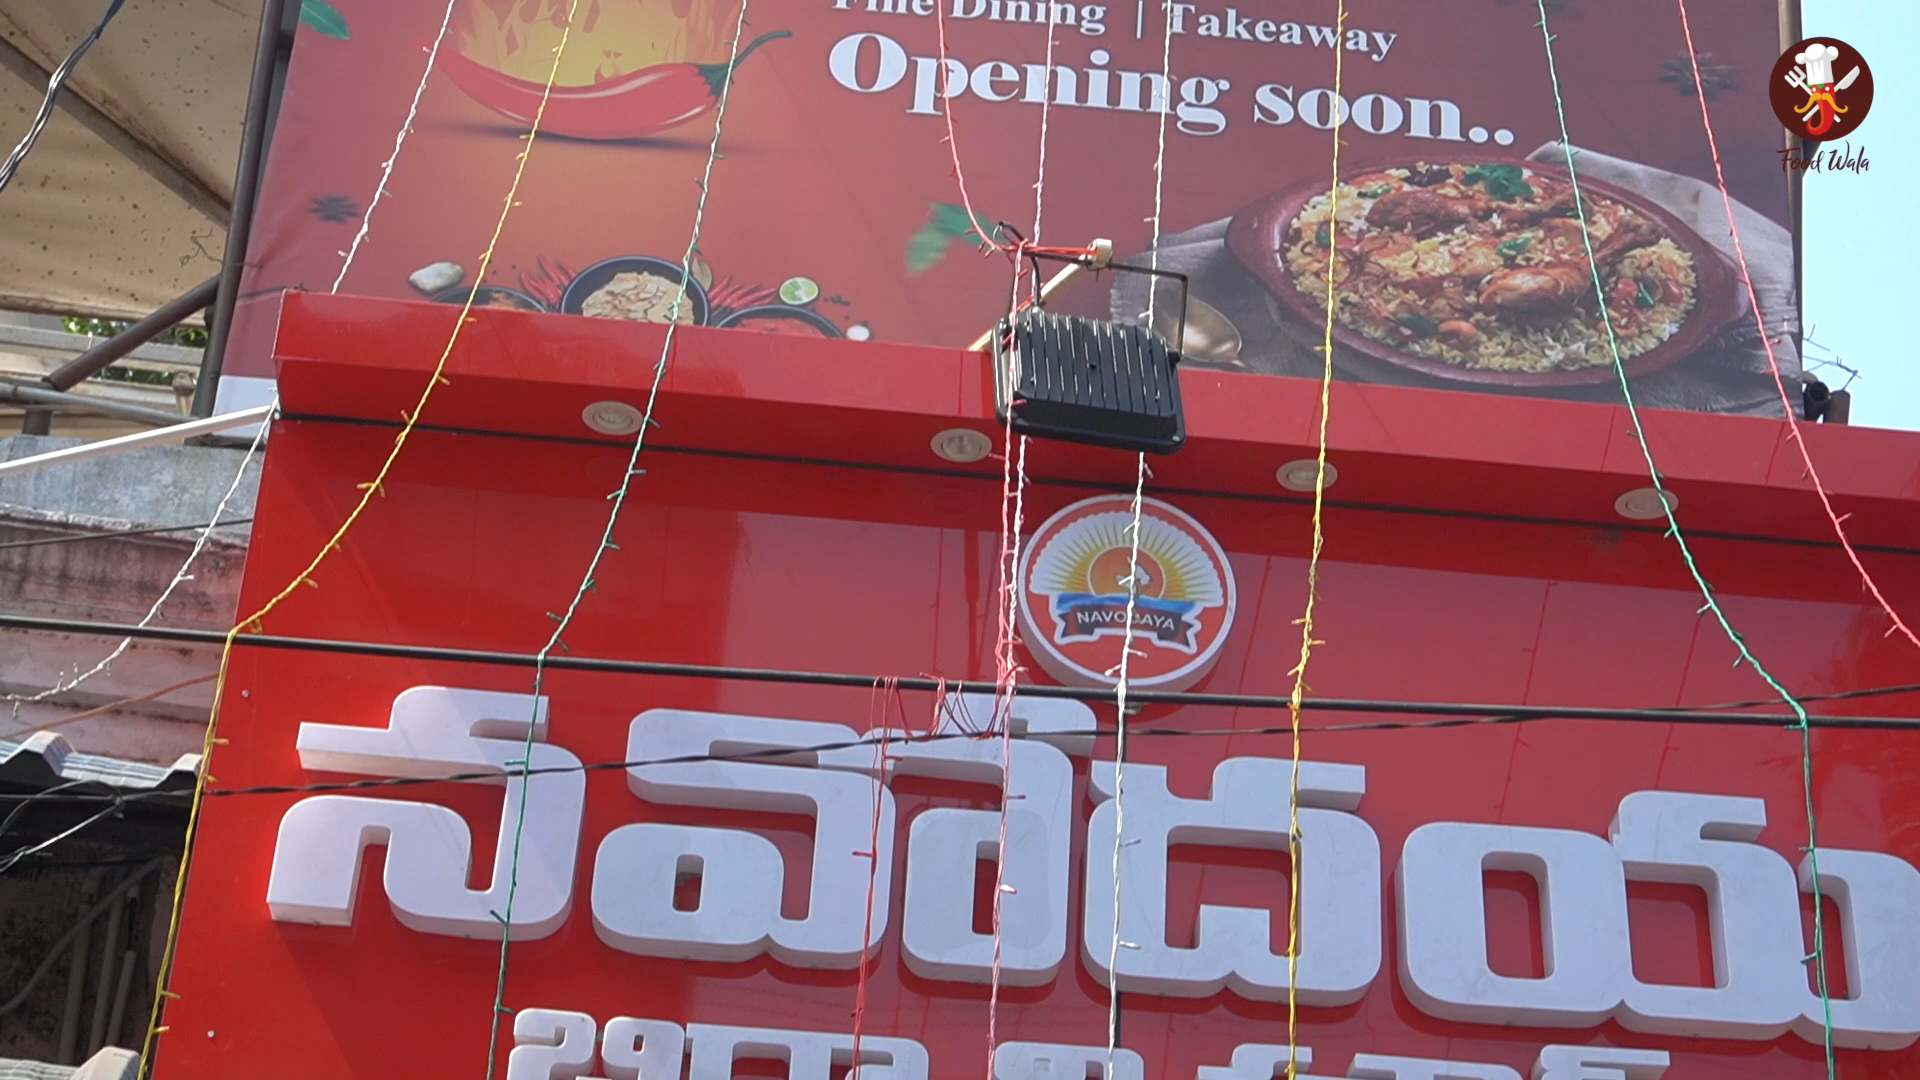 Fine Dining | Takeaway
Opening soon..
Food Wala
NAVODAYA
నవోదయ